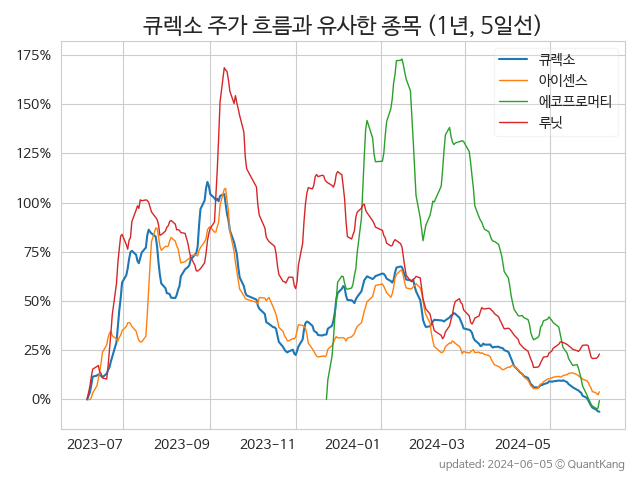 큐렉소 주가 흐름과 유사한 종목 (1년, 5일선)
큐렉소
아이센스
에코프로머티
루닛
175%
150%
125%
100%
75%
50%
25%
0%
2023-07 2023-09 2023-11 2024-01 2024-03 2024-05
updated: 2024-06-05 © QuantKang